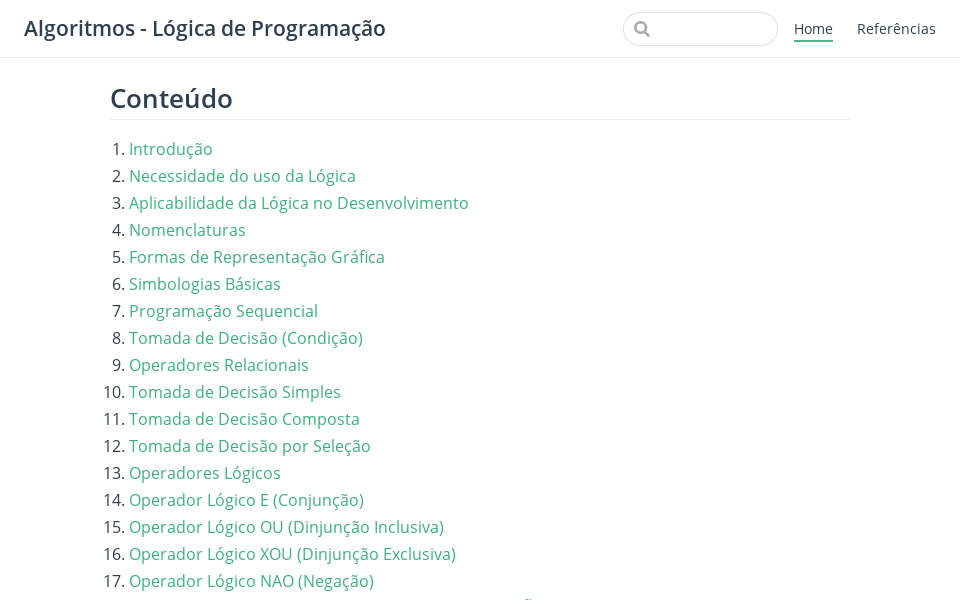 Algoritmos - Lógica de Programação
Home
Referências
Conteúdo
1. Introdução
2. Necessidade do uso da Lógica
3. Aplicabilidade da Lógica no Desenvolvimento
4. Nomenclaturas
5. Formas de Representação Gráfica
6. Simbologias Básicas
7. Programação Sequencial
8. Tomada de Decisão (Condição)
9. Operadores Relacionais
10. Tomada de Decisão Simples
11. Tomada de Decisão Composta
12. Tomada de Decisão por Seleção
13. Operadores Lógicos
14. Operador Lógico E (Conjunção)
15. Operador Lógico OU (Dinjunção Inclusiva)
16. Operador Lógico XOU (Dinjunção Exclusiva)
17. Operador Lógico NAO (Negação)